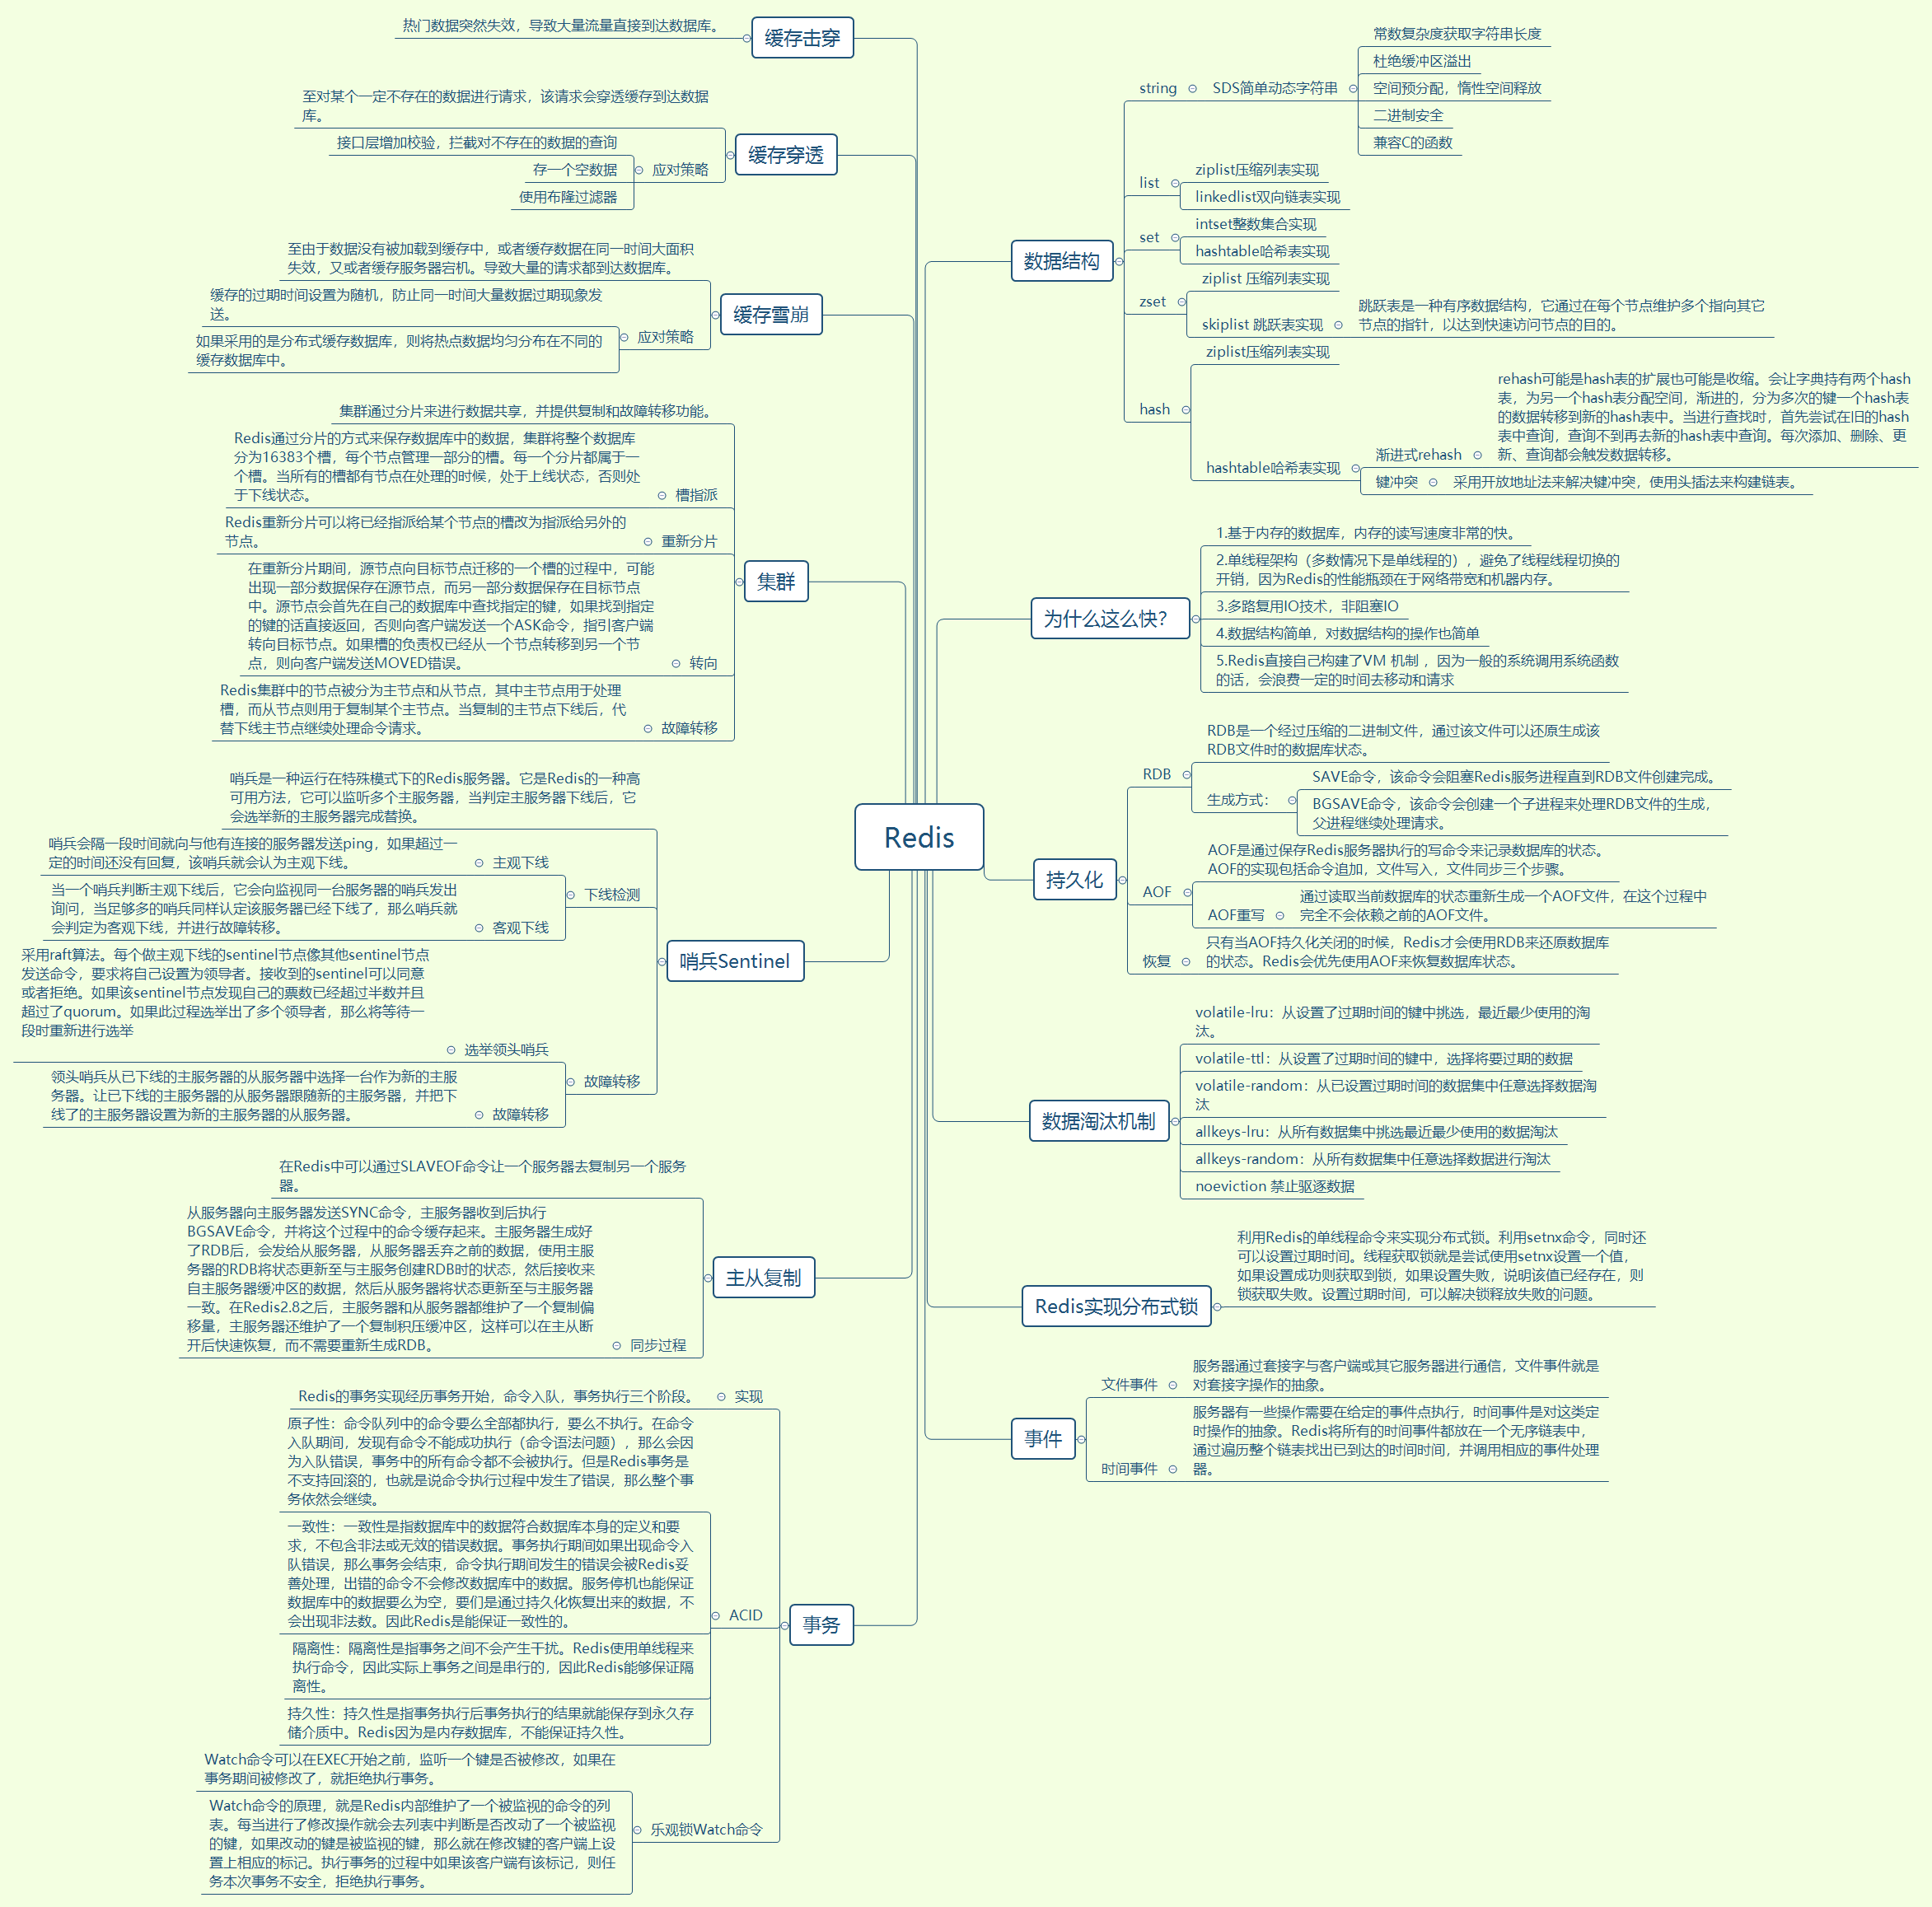 Redis
缓存击穿
热门数据突然失效，导致大量流量直接到达数据库。
缓存穿透
至对某个一定不存在的数据进行请求，该请求会穿透缓存到达数据
库。
应对策略
接口层增加校验，拦截对不存在的数据的查询
存一个空数据
使用布隆过滤器
缓存雪崩
至由于数据没有被加载到缓存中，或者缓存数据在同一时间大面积
失效，又或者缓存服务器宕机。导致大量的请求都到达数据库。
应对策略
缓存的过期时间设置为随机，防止同一时间大量数据过期现象发
送。
如果采用的是分布式缓存数据库，则将热点数据均匀分布在不同的
缓存数据库中。
集群
集群通过分片来进行数据共享，并提供复制和故障转移功能。
槽指派
Redis通过分片的方式来保存数据库中的数据，集群将整个数据库
分为16383个槽，每个节点管理一部分的槽。每一个分片都属于一
个槽。当所有的槽都有节点在处理的时候，处于上线状态，否则处
于下线状态。
重新分片
Redis重新分片可以将已经指派给某个节点的槽改为指派给另外的
节点。
转向
在重新分片期间，源节点向目标节点迁移的一个槽的过程中，可能
出现一部分数据保存在源节点，而另一部分数据保存在目标节点
中。源节点会首先在自己的数据库中查找指定的键，如果找到指定
的键的话直接返回，否则向客户端发送一个ASK命令，指引客户端
转向目标节点。如果槽的负责权已经从一个节点转移到另一个节
点，则向客户端发送MOVED错误。
故障转移
Redis集群中的节点被分为主节点和从节点，其中主节点用于处理
槽，而从节点则用于复制某个主节点。当复制的主节点下线后，代
替下线主节点继续处理命令请求。
哨兵Sentinel
哨兵是一种运行在特殊模式下的Redis服务器。它是Redis的一种高
可用方法，它可以监听多个主服务器，当判定主服务器下线后，它
会选举新的主服务器完成替换。
下线检测
主观下线
哨兵会隔一段时间就向与他有连接的服务器发送ping，如果超过一
定的时间还没有回复，该哨兵就会认为主观下线。
客观下线
当一个哨兵判断主观下线后，它会向监视同一台服务器的哨兵发出
询问，当足够多的哨兵同样认定该服务器已经下线了，那么哨兵就
会判定为客观下线，并进行故障转移。
故障转移
选举领头哨兵
采用raft算法。每个做主观下线的sentinel节点像其他sentinel节点
发送命令，要求将自己设置为领导者。接收到的sentinel可以同意
或者拒绝。如果该sentinel节点发现自己的票数已经超过半数并且
超过了quorum。如果此过程选举出了多个领导者，那么将等待一
段时重新进行选举
故障转移
领头哨兵从已下线的主服务器的从服务器中选择一台作为新的主服
务器。让已下线的主服务器的从服务器跟随新的主服务器，并把下
线了的主服务器设置为新的主服务器的从服务器。
主从复制
在Redis中可以通过SLAVEOF命令让一个服务器去复制另一个服务
器。
同步过程
从服务器向主服务器发送SYNC命令，主服务器收到后执行
BGSAVE命令，并将这个过程中的命令缓存起来。主服务器生成好
了RDB后，会发给从服务器，从服务器丢弃之前的数据，使用主服
务器的RDB将状态更新至与主服务创建RDB时的状态，然后接收来
自主服务器缓冲区的数据，然后从服务器将状态更新至与主服务器
一致。在Redis2.8之后，主服务器和从服务器都维护了一个复制偏
移量，主服务器还维护了一个复制积压缓冲区，这样可以在主从断
开后快速恢复，而不需要重新生成RDB。
事务
实现
Redis的事务实现经历事务开始，命令入队，事务执行三个阶段。
ACID
原子性：命令队列中的命令要么全部都执行，要么不执行。在命令
入队期间，发现有命令不能成功执行（命令语法问题），那么会因
为入队错误，事务中的所有命令都不会被执行。但是Redis事务是
不支持回滚的，也就是说命令执行过程中发生了错误，那么整个事
务依然会继续。
一致性：一致性是指数据库中的数据符合数据库本身的定义和要
求，不包含非法或无效的错误数据。事务执行期间如果出现命令入
队错误，那么事务会结束，命令执行期间发生的错误会被Redis妥
善处理，出错的命令不会修改数据库中的数据。服务停机也能保证
数据库中的数据要么为空，要们是通过持久化恢复出来的数据，不
会出现非法数。因此Redis是能保证一致性的。
隔离性：隔离性是指事务之间不会产生干扰。Redis使用单线程来
执行命令，因此实际上事务之间是串行的，因此Redis能够保证隔
离性。
持久性：持久性是指事务执行后事务执行的结果就能保存到永久存
储介质中。Redis因为是内存数据库，不能保证持久性。
乐观锁Watch命令
Watch命令可以在EXEC开始之前，监听一个键是否被修改，如果在
事务期间被修改了，就拒绝执行事务。
Watch命令的原理，就是Redis内部维护了一个被监视的命令的列
表。每当进行了修改操作就会去列表中判断是否改动了一个被监视
的键，如果改动的键是被监视的键，那么就在修改键的客户端上设
置上相应的标记。执行事务的过程中如果该客户端有该标记，则任
务本次事务不安全，拒绝执行事务。
数据结构
string
SDS简单动态字符串
常数复杂度获取字符串长度
杜绝缓冲区溢出
空间预分配，惰性空间释放
二进制安全
兼容C的函数
list
ziplist压缩列表实现
linkedlist双向链表实现
set
intset整数集合实现
hashtable哈希表实现
zset
ziplist 压缩列表实现
skiplist 跳跃表实现
跳跃表是一种有序数据结构，它通过在每个节点维护多个指向其它
节点的指针，以达到快速访问节点的目的。
hash
ziplist压缩列表实现
hashtable哈希表实现
渐进式rehash
rehash可能是hash表的扩展也可能是收缩。会让字典持有两个hash
表，为另一个hash表分配空间，渐进的，分为多次的键一个hash表
的数据转移到新的hash表中。当进行查找时，首先尝试在旧的hash
表中查询，查询不到再去新的hash表中查询。每次添加、删除、更
新、查询都会触发数据转移。
键冲突
采用开放地址法来解决键冲突，使用头插法来构建链表。
为什么这么快？
1.基于内存的数据库，内存的读写速度非常的快。
2.单线程架构（多数情况下是单线程的），避免了线程线程切换的
开销，因为Redis的性能瓶颈在于网络带宽和机器内存。
3.多路复用IO技术，非阻塞IO
4.数据结构简单，对数据结构的操作也简单
5.Redis直接自己构建了VM 机制 ，因为一般的系统调用系统函数
的话，会浪费一定的时间去移动和请求
持久化
RDB
RDB是一个经过压缩的二进制文件，通过该文件可以还原生成该
RDB文件时的数据库状态。
生成方式：
SAVE命令，该命令会阻塞Redis服务进程直到RDB文件创建完成。
BGSAVE命令，该命令会创建一个子进程来处理RDB文件的生成，
父进程继续处理请求。
AOF
AOF是通过保存Redis服务器执行的写命令来记录数据库的状态。
AOF的实现包括命令追加，文件写入，文件同步三个步骤。
AOF重写
通过读取当前数据库的状态重新生成一个AOF文件，在这个过程中
完全不会依赖之前的AOF文件。
恢复
只有当AOF持久化关闭的时候，Redis才会使用RDB来还原数据库
的状态。Redis会优先使用AOF来恢复数据库状态。
数据淘汰机制
volatile-lru：从设置了过期时间的键中挑选，最近最少使用的淘
汰。
volatile-ttl：从设置了过期时间的键中，选择将要过期的数据
volatile-random：从已设置过期时间的数据集中任意选择数据淘
汰
allkeys-lru：从所有数据集中挑选最近最少使用的数据淘汰
allkeys-random：从所有数据集中任意选择数据进行淘汰
noeviction 禁止驱逐数据
Redis实现分布式锁
利用Redis的单线程命令来实现分布式锁。利用setnx命令，同时还
可以设置过期时间。线程获取锁就是尝试使用setnx设置一个值，
如果设置成功则获取到锁，如果设置失败，说明该值已经存在，则
锁获取失败。设置过期时间，可以解决锁释放失败的问题。
事件
文件事件
服务器通过套接字与客户端或其它服务器进行通信，文件事件就是
对套接字操作的抽象。
时间事件
服务器有一些操作需要在给定的事件点执行，时间事件是对这类定
时操作的抽象。Redis将所有的时间事件都放在一个无序链表中，
通过遍历整个链表找出已到达的时间时间，并调用相应的事件处理
器。